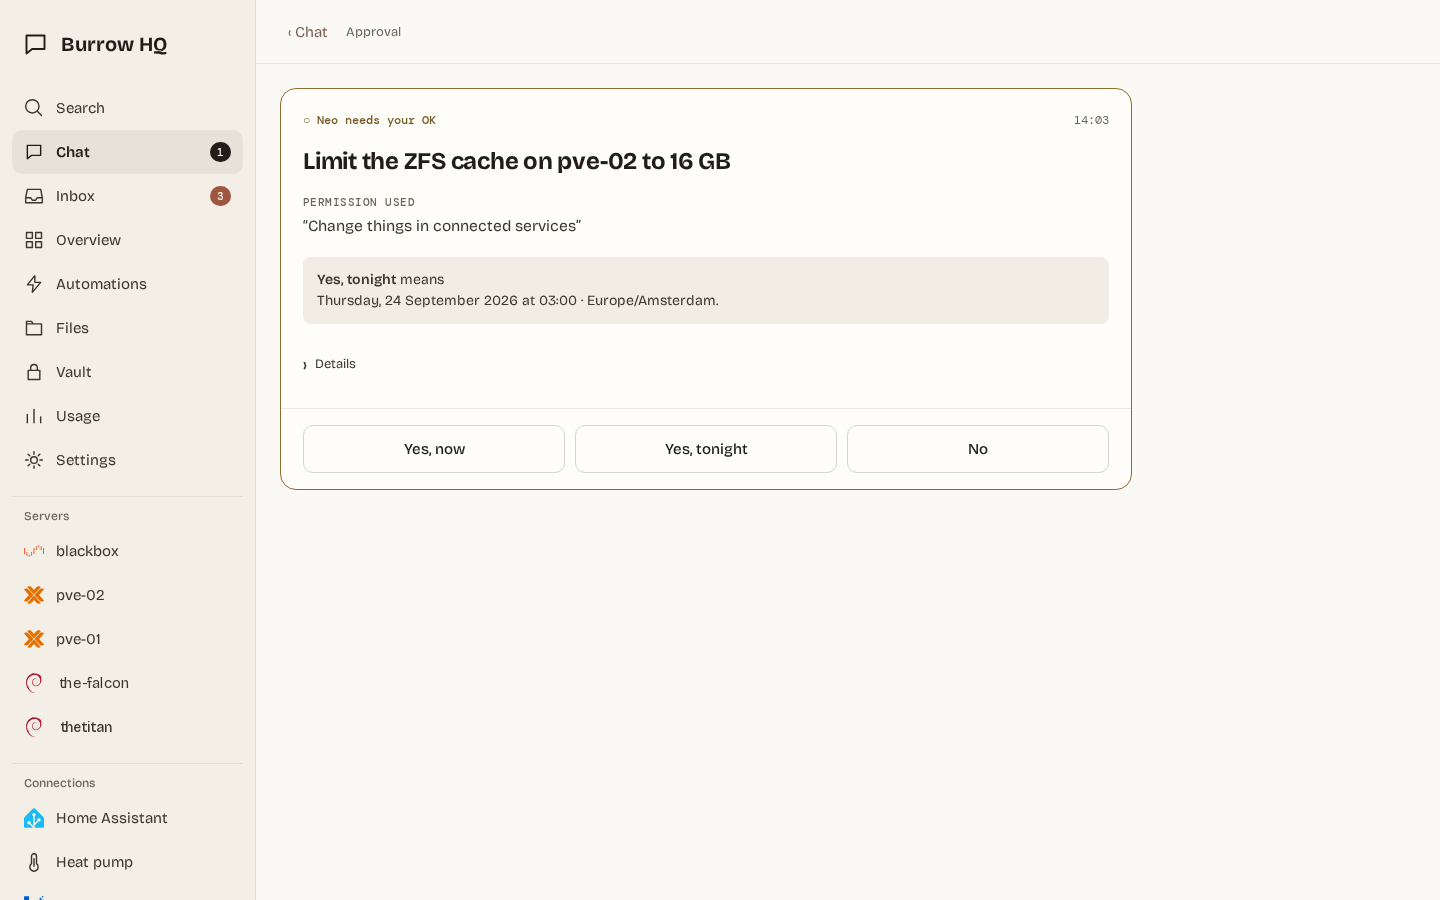 Burrow HQ
Search
Chat
1
Inbox
3
Overview
Automations
Files
Vault
Usage
Settings
Servers
blackbox
pve-02
pve-01
the-falcon
thetitan
Connections
Home Assistant
Heat pump
‹ Chat
Approval
○ Neo needs your OK
14:03
Limit the ZFS cache on pve-02 to 16 GB
PERMISSION USED
“Change things in connected services”
Yes, tonight means
Thursday, 24 September 2026 at 03:00 · Europe/Amsterdam.
› Details
Yes, now
Yes, tonight
No